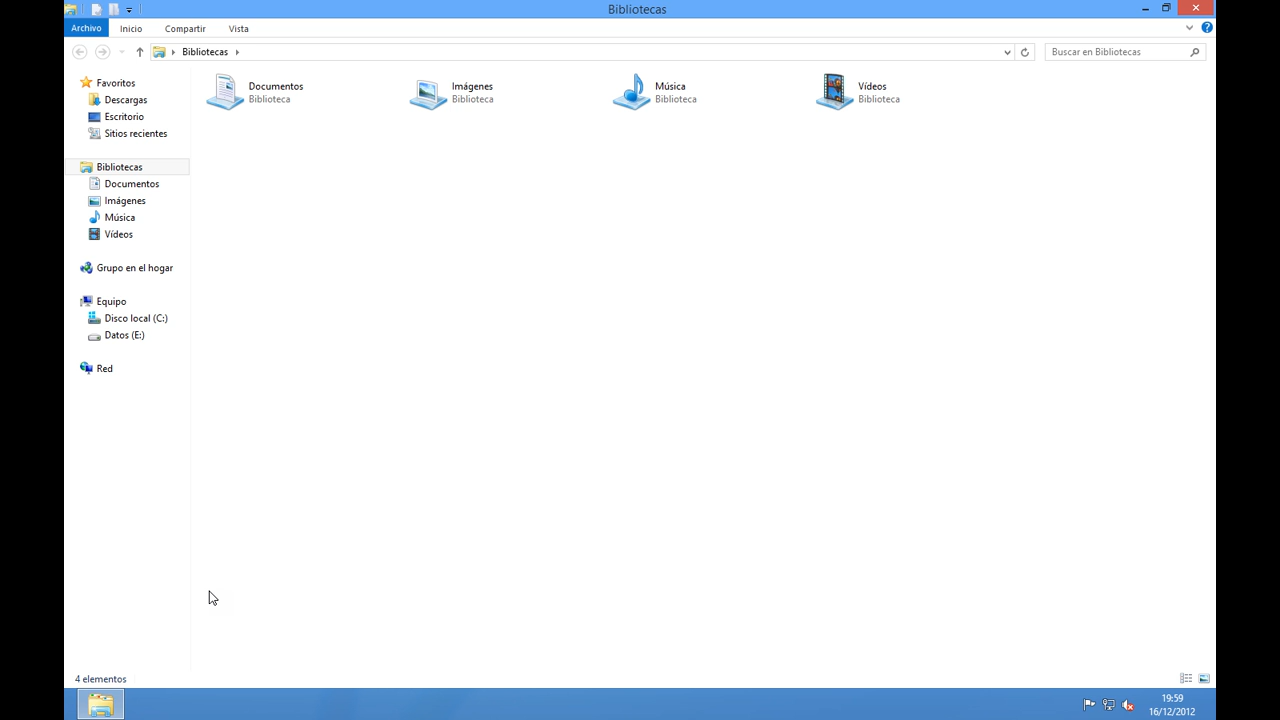 Bibliotecas
Archivo Inicio Compartir Vista
Bibliotecas
Buscar en Bibliotecas
Favoritos
Descargas
Escritorio
Sitios recientes
Bibliotecas
Documentos
Imágenes
Música
Vídeos
Grupo en el hogar
Equipo
Disco local (C:)
Datos (E:)
Red
Documentos
Biblioteca
Imágenes
Biblioteca
Música
Biblioteca
Vídeos
Biblioteca
4 elementos
19:59
16/12/2012